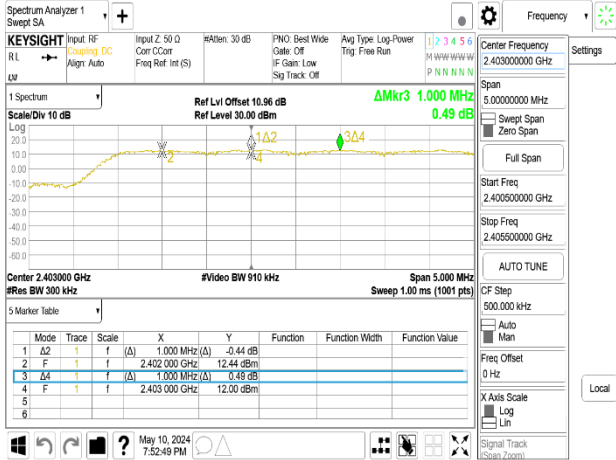 Spectrum Analyzer 1
Swept SA
+
Frequency
KEYSIGHT
RL
Input: RF
Coupling: DC
Align: Auto
Input Z: 50 Ω
Corr CCorr
Freq Ref: Int (S)
#Atten: 30 dB
PNO: Best Wide
Gate: Off
IF Gain: Low
Sig Track: Off
Avg Type: Log-Power
Trig: Free Run
1 2 3 4 5 6
M W W W W W
P N N N N N
1 Spectrum
Scale/Div 10 dB
Ref Lvl Offset 10.96 dB
Ref Level 30.00 dBm
ΔMkr3 1.000 MHz
0.49 dB
Log
20.0
10.0
0.00
-10.0
-20.0
-30.0
-40.0
-50.0
-60.0
2
1Δ2
4
3Δ4
Center 2.403000 GHz
#Res BW 300 kHz
#Video BW 910 kHz
Span 5.000 MHz
Sweep 1.00 ms (1001 pts)
5 Marker Table
Mode Trace Scale X Y Function Function Width Function Value
1 Δ2 1 f (Δ) 1.000 MHz (Δ) -0.44 dB
2 F 1 f 2.402 000 GHz 12.44 dBm
3 Δ4 1 f (Δ) 1.000 MHz (Δ) 0.49 dB
4 F 1 f 2.403 000 GHz 12.00 dBm
5
6
?
May 10, 2024
7:52:49 PM
Center Frequency
2.403000000 GHz
Settings
Span
5.00000000 MHz
Swept Span
Zero Span
Full Span
Start Freq
2.400500000 GHz
Stop Freq
2.405500000 GHz
AUTO TUNE
CF Step
500.000 kHz
Auto
Man
Freq Offset
0 Hz
Local
X Axis Scale
Log
Lin
Signal Track
(Span Zoom)